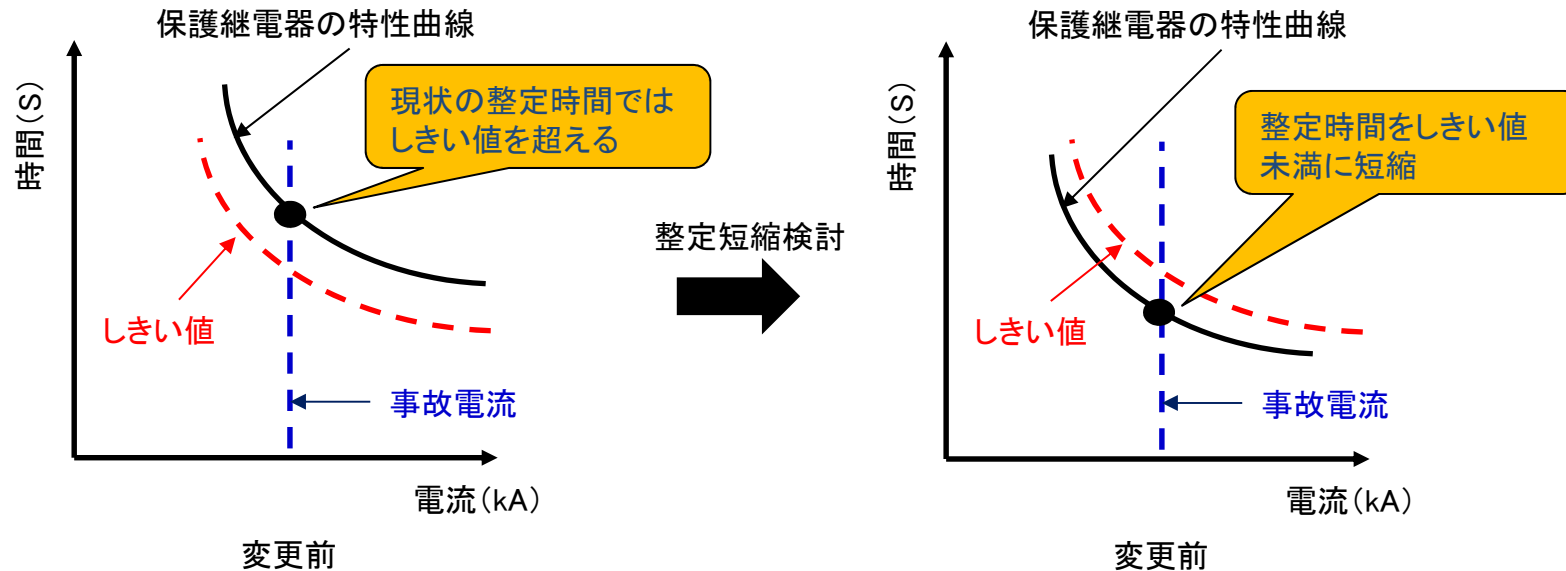 保護継電器の特性曲線
時間(S)
現状の整定時間では
しきい値を超える
しきい値
事故電流
電流(kA)
変更前
整定短縮検討
保護継電器の特性曲線
時間(S)
整定時間をしきい値
未満に短縮
しきい値
事故電流
電流(kA)
変更前